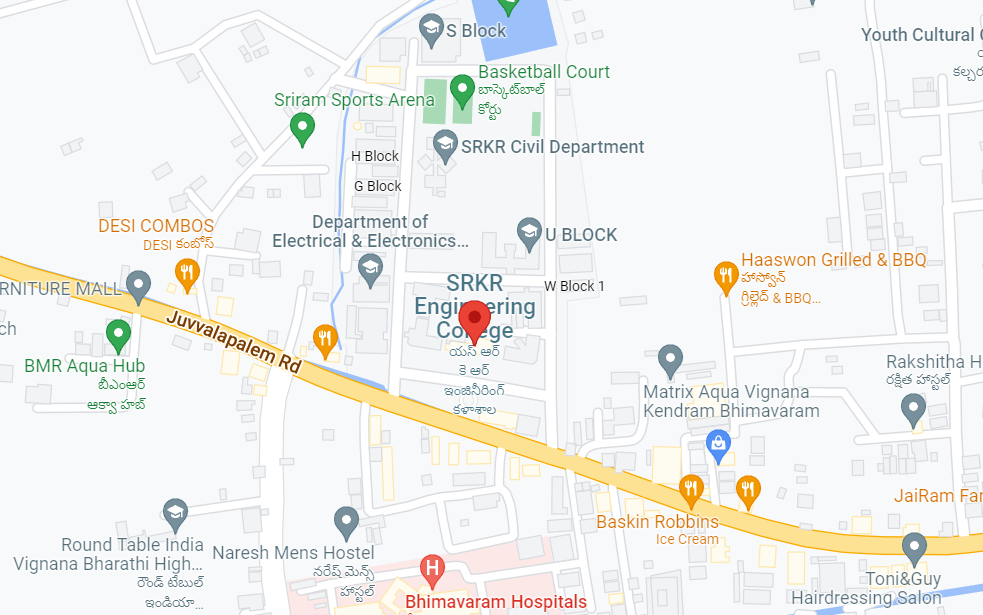 S Block
Youth Cultural
Basketball Court
బాస్కెట్‌బాల్
కోర్టు
Sriram Sports Arena
SRKR Civil Department
H Block
G Block
DESI COMBOS
DESI కంబోస్
Department of
Electrical & Electronics...
U BLOCK
Haaswon Grilled & BBQ
హాస్వోన్
గ్రిల్లెడ్ & BBQ...
W Block 1
RNITURE MALL
SRKR
Engineering
College
యస్ ఆర్
కె ఆర్
ఇంజినీరింగ్
కళాశాల
Juvvalapalem Rd
ch
BMR Aqua Hub
బీఎంఆర్
ఆక్వా హబ్
Rakshitha H
రక్షిత హాస్టల్
Matrix Aqua Vignana
Kendram Bhimavaram
JaiRam Far
Baskin Robbins
Ice Cream
Round Table India
Vignana Bharathi High...
రౌండ్ టేబుల్
ఇండియా...
Naresh Mens Hostel
నరేష్ మెన్స్
హాస్టల్
H
Bhimavaram Hospitals
Toni&Guy
Hairdressing Salon